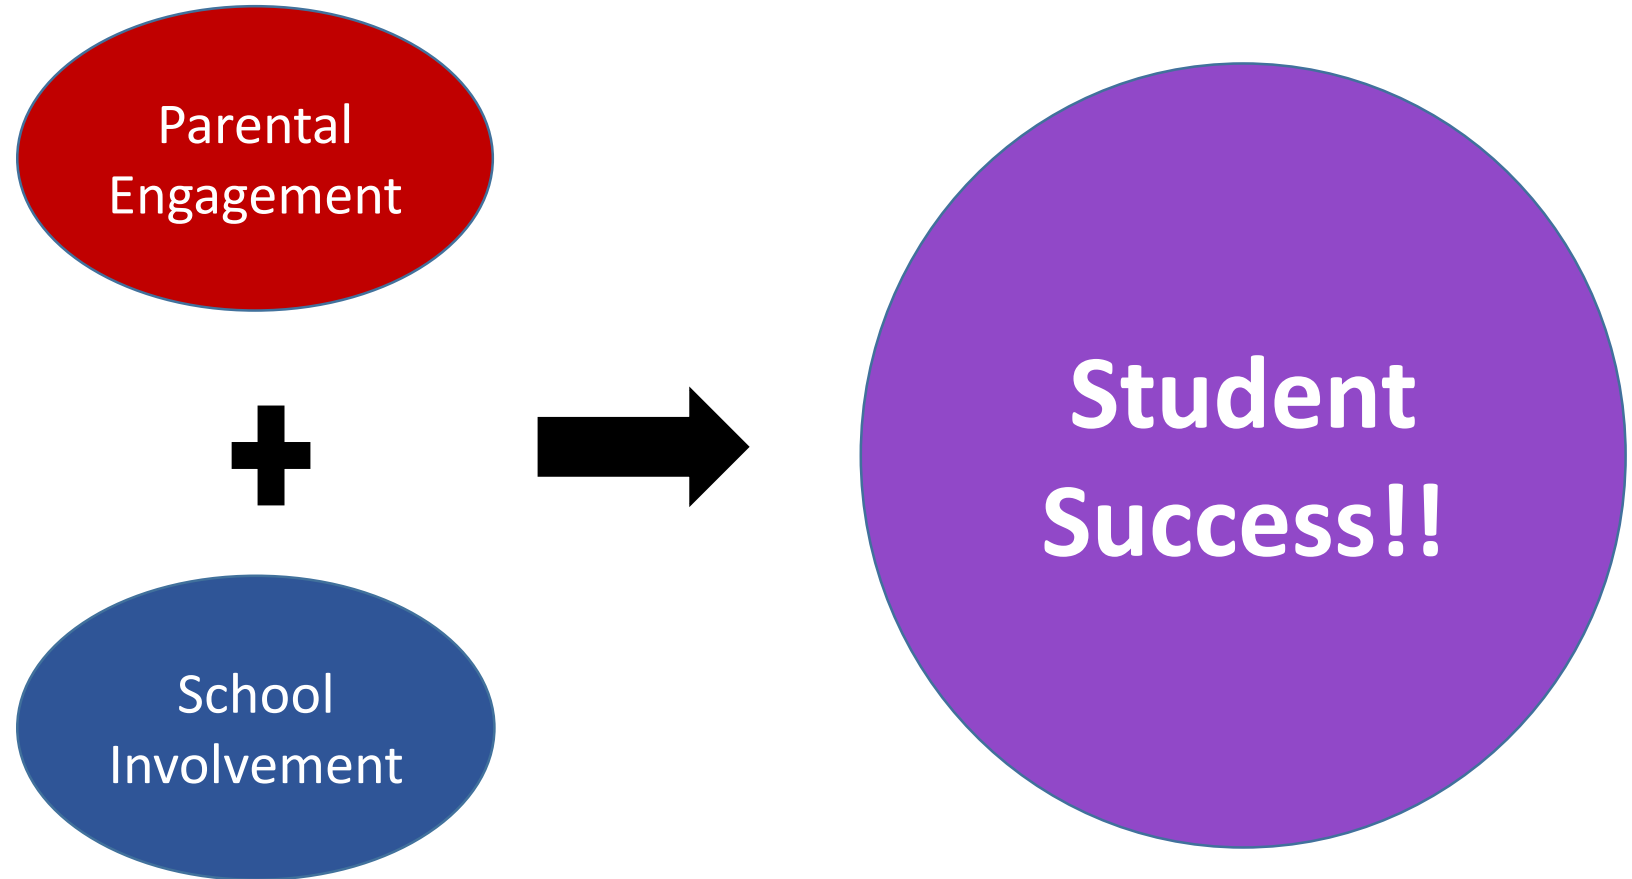 Parental
Engagement
School
Involvement
Student
Success!!